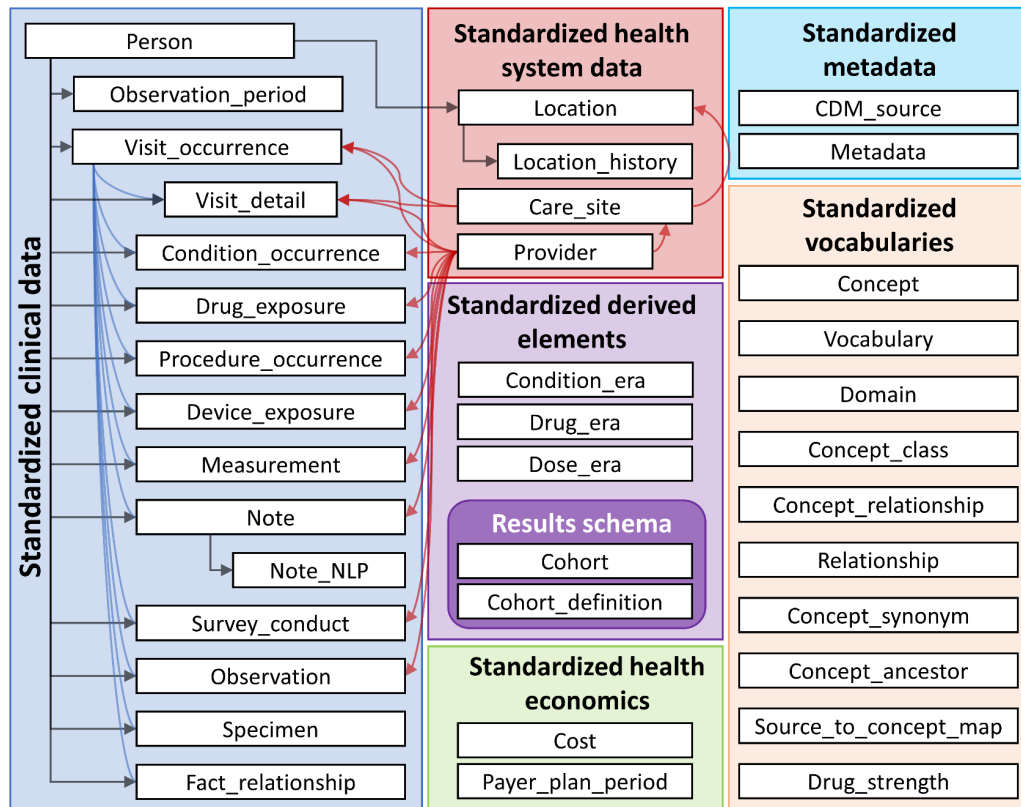 Standardized clinical data
Person
Observation_period
Visit_occurrence
Visit_detail
Condition_occurrence
Drug_exposure
Procedure_occurrence
Device_exposure
Measurement
Note
Note_NLP
Survey_conduct
Observation
Specimen
Fact_relationship
Standardized health
system data
Location
Location_history
Care_site
Provider
Standardized derived
elements
Condition_era
Drug_era
Dose_era
Results schema
Cohort
Cohort_definition
Standardized health
economics
Cost
Payer_plan_period
Standardized
metadata
CDM_source
Metadata
Standardized
vocabularies
Concept
Vocabulary
Domain
Concept_class
Concept_relationship
Relationship
Concept_synonym
Concept_ancestor
Source_to_concept_map
Drug_strength